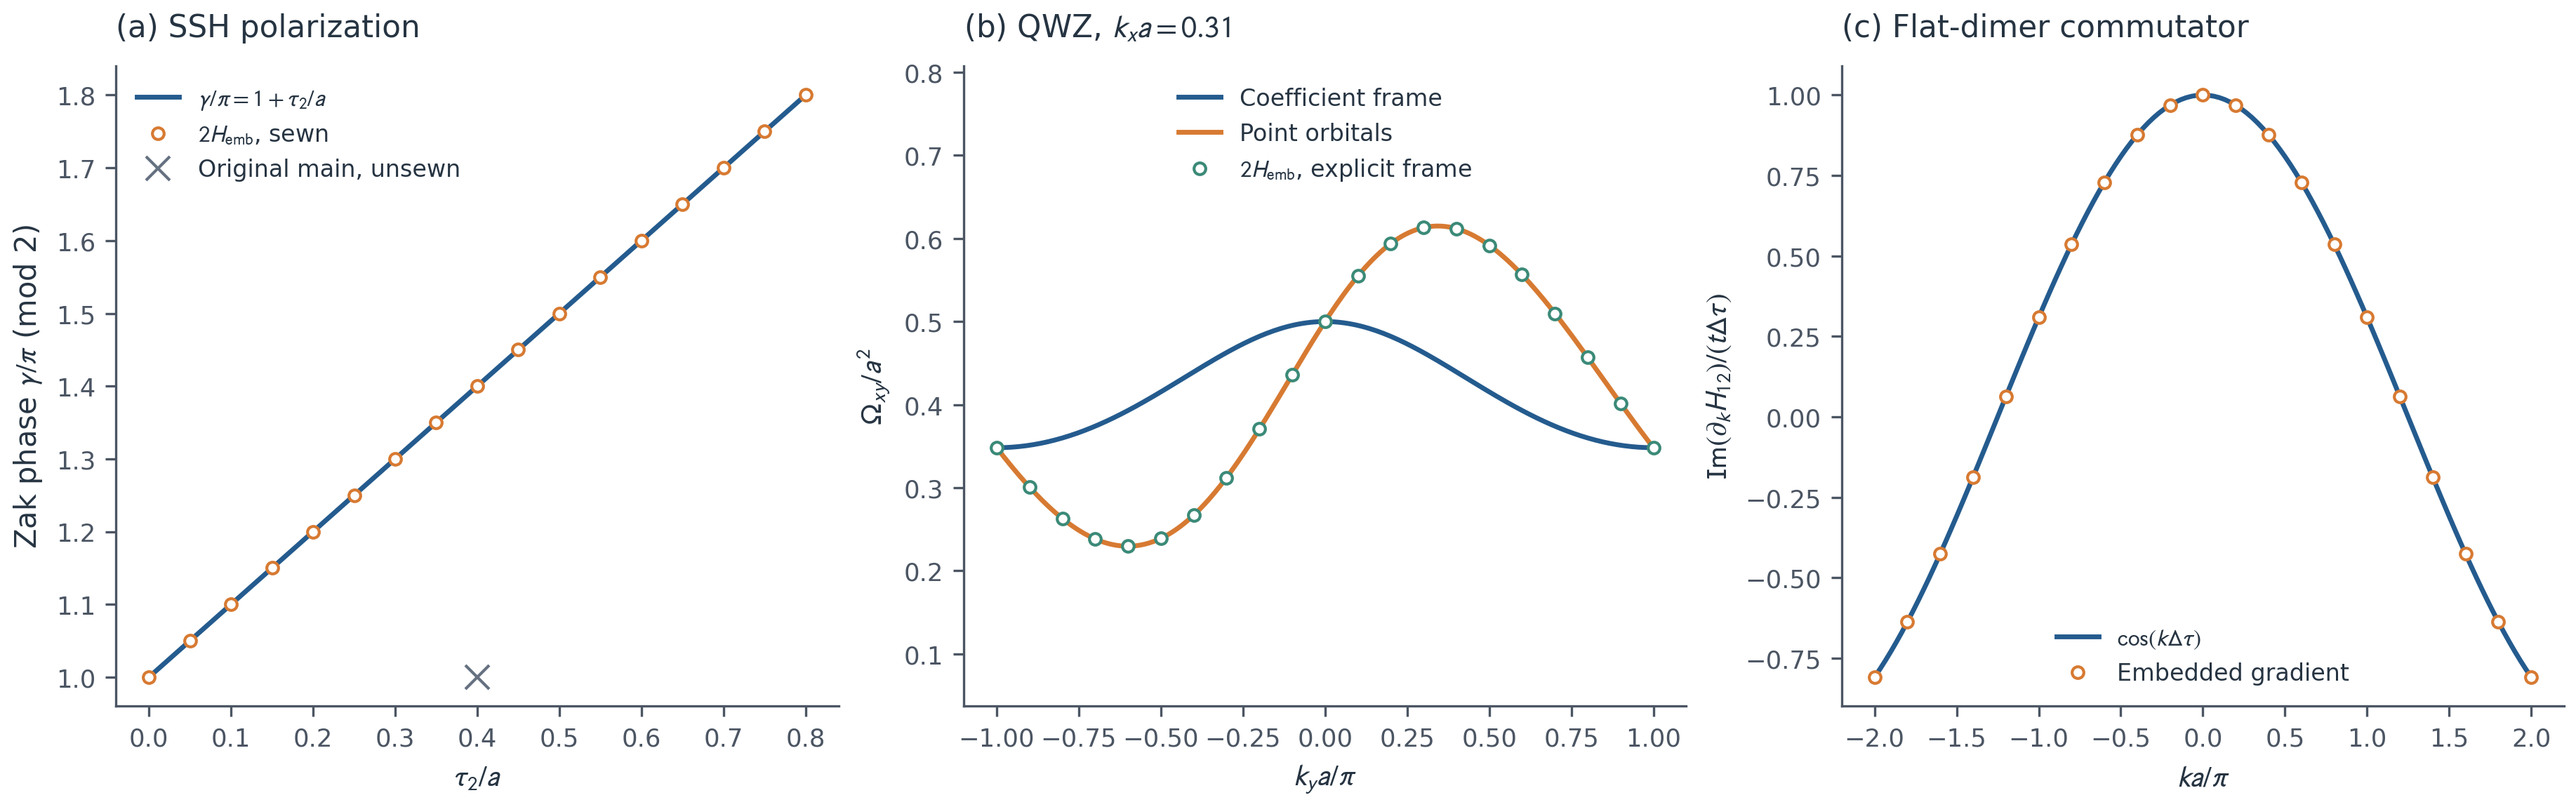 (a) SSH polarization
γ/π = 1 + τ₂/a
2H_emb, sewn
Original main, unsewn
Zak phase γ/π (mod 2)
1.8
1.7
1.6
1.5
1.4
1.3
1.2
1.1
1.0
0.0 0.1 0.2 0.3 0.4 0.5 0.6 0.7 0.8
τ₂/a
(b) QWZ, kₓa = 0.31
Coefficient frame
Point orbitals
2H_emb, explicit frame
Ω_xy/a²
0.8
0.7
0.6
0.5
0.4
0.3
0.2
0.1
−1.00 −0.75 −0.50 −0.25 0.00 0.25 0.50 0.75 1.00
k_y a/π
(c) Flat-dimer commutator
Im(∂ₖH₁₂)/(tΔτ)
1.00
0.75
0.50
0.25
0.00
−0.25
−0.50
−0.75
cos(kΔτ)
Embedded gradient
−2.0 −1.5 −1.0 −0.5 0.0 0.5 1.0 1.5 2.0
ka/π